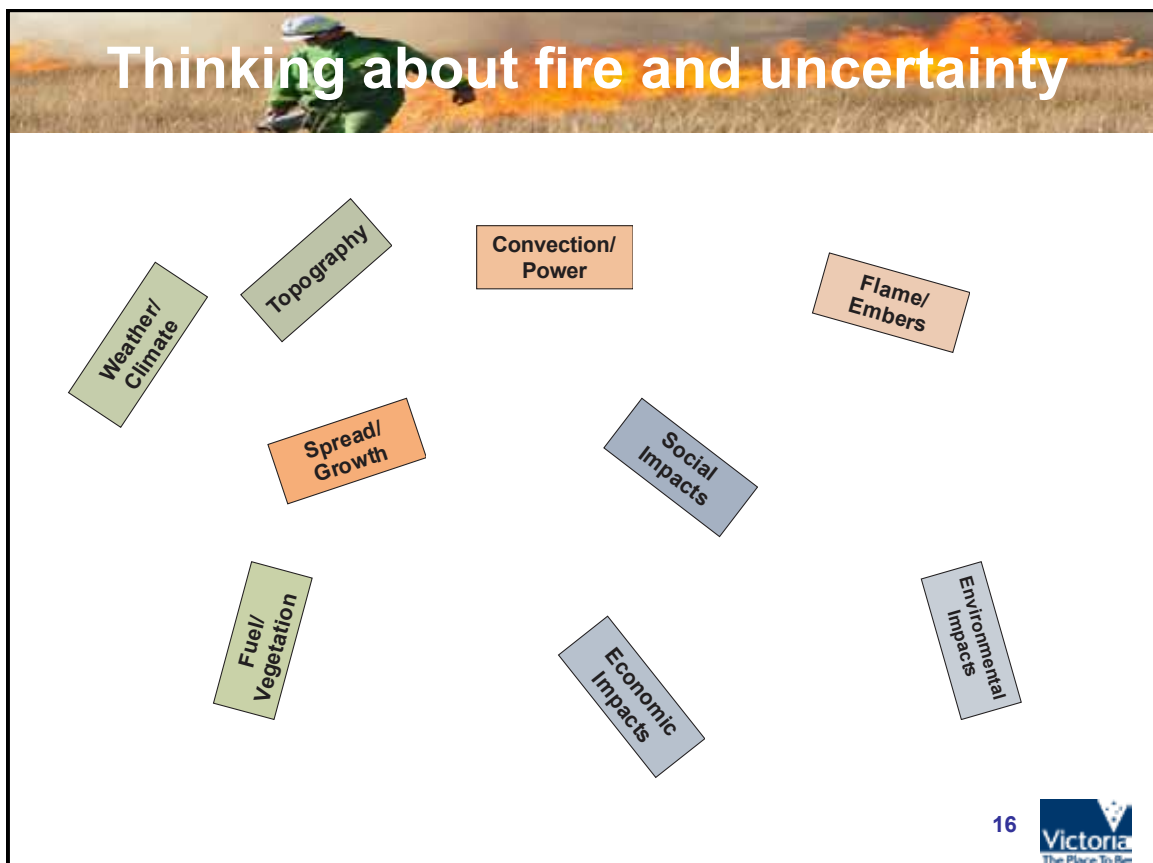 Thinking about fire and uncertainty
Weather/
Climate
Topography
Convection/
Power
Flame/
Embers
Spread/
Growth
Social
Impacts
Fuel/
Vegetation
Economic
Impacts
Environmental
Impacts
16
Victoria
The Place To Be